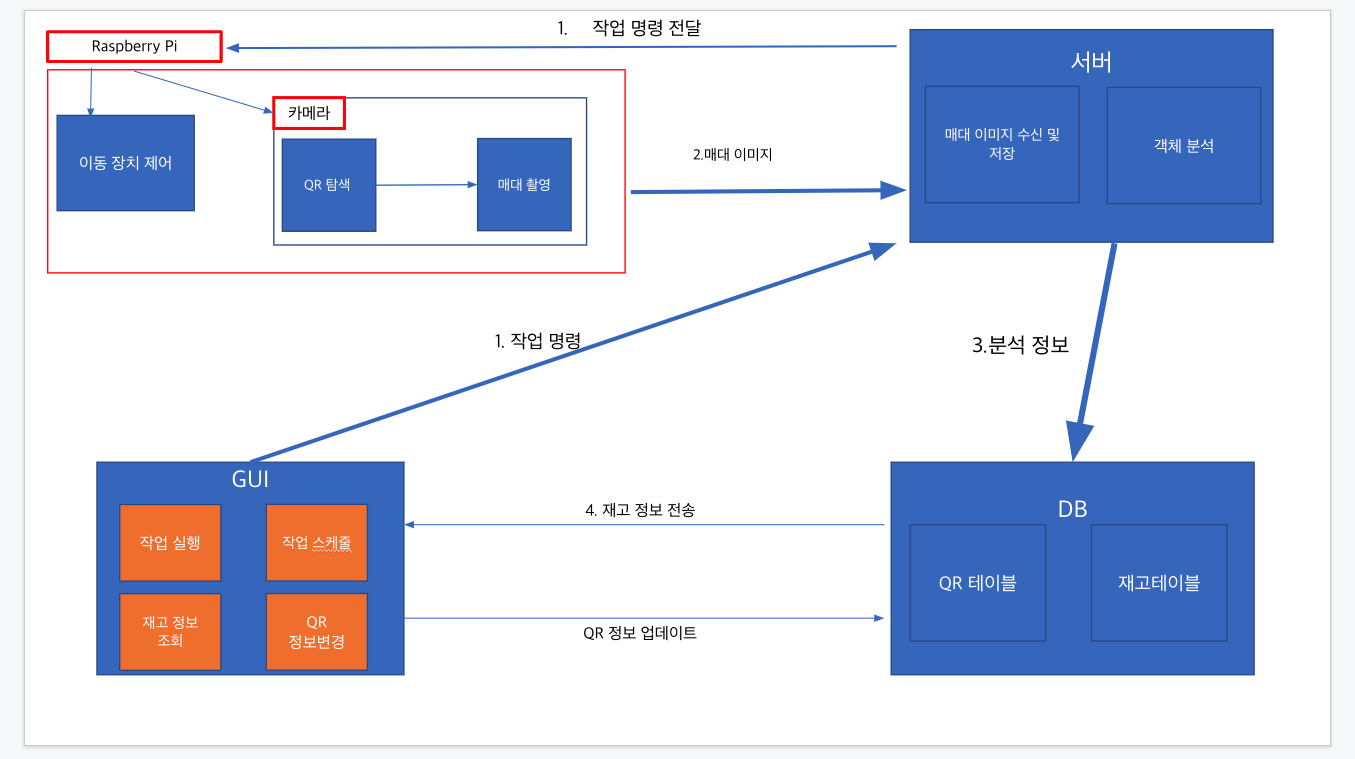 1. 작업 명령 전달
Raspberry Pi
서버
카메라
이동 장치 제어
QR 탐색
매대 촬영
2.매대 이미지
매대 이미지 수신 및
저장
객체 분석
1. 작업 명령
3.분석 정보
GUI
작업 실행
작업 스케줄
재고 정보
조회
QR
정보변경
4. 재고 정보 전송
QR 정보 업데이트
DB
QR 테이블
재고테이블